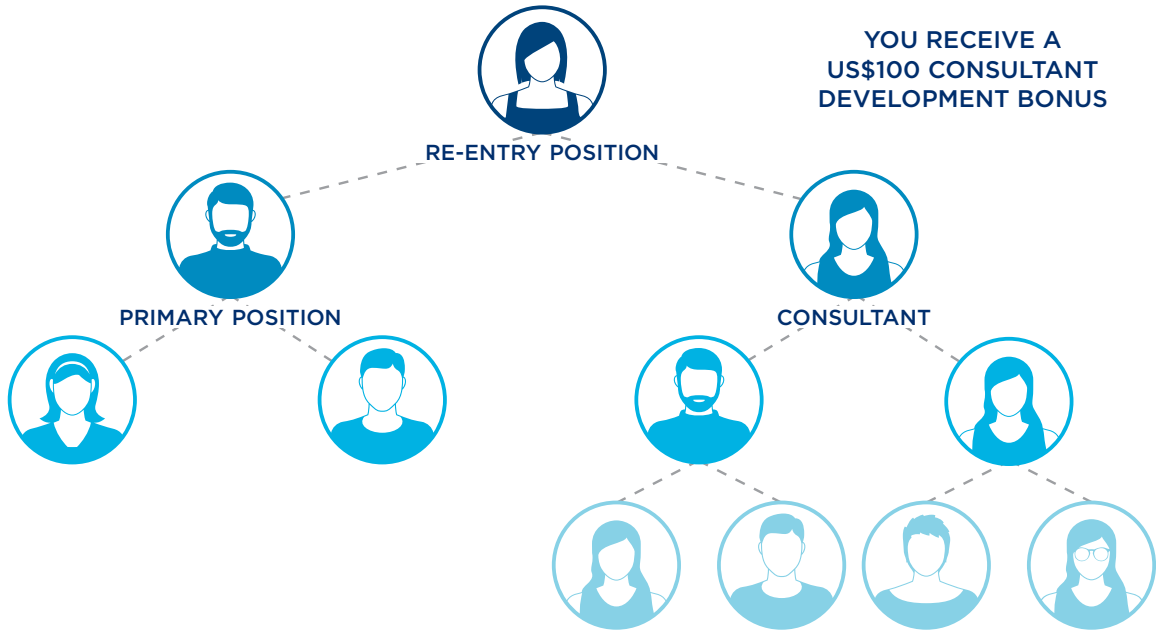 YOU RECEIVE A
US$100 CONSULTANT
DEVELOPMENT BONUS
RE-ENTRY POSITION
PRIMARY POSITION
CONSULTANT